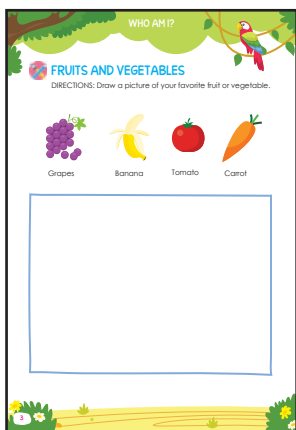 WHO AM I?
FRUITS AND VEGETABLES
DIRECTIONS: Draw a picture of your favorite fruit or vegetable.
Grapes Banana Tomato Carrot
3